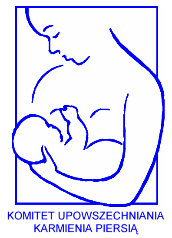 KOMITET UPOWSZECHNIANIA
KARMIENIA PIERSIĄ